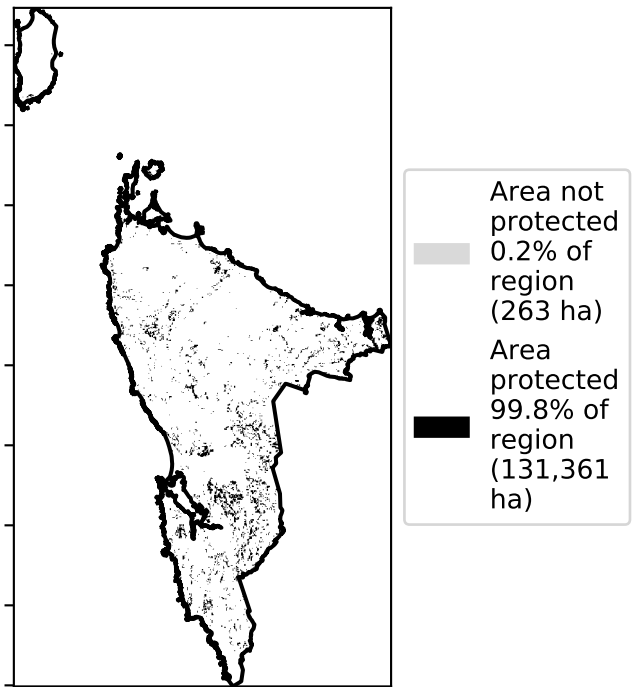 Area not
protected
0.2% of
region
(263 ha)
Area
protected
99.8% of
region
(131,361
ha)